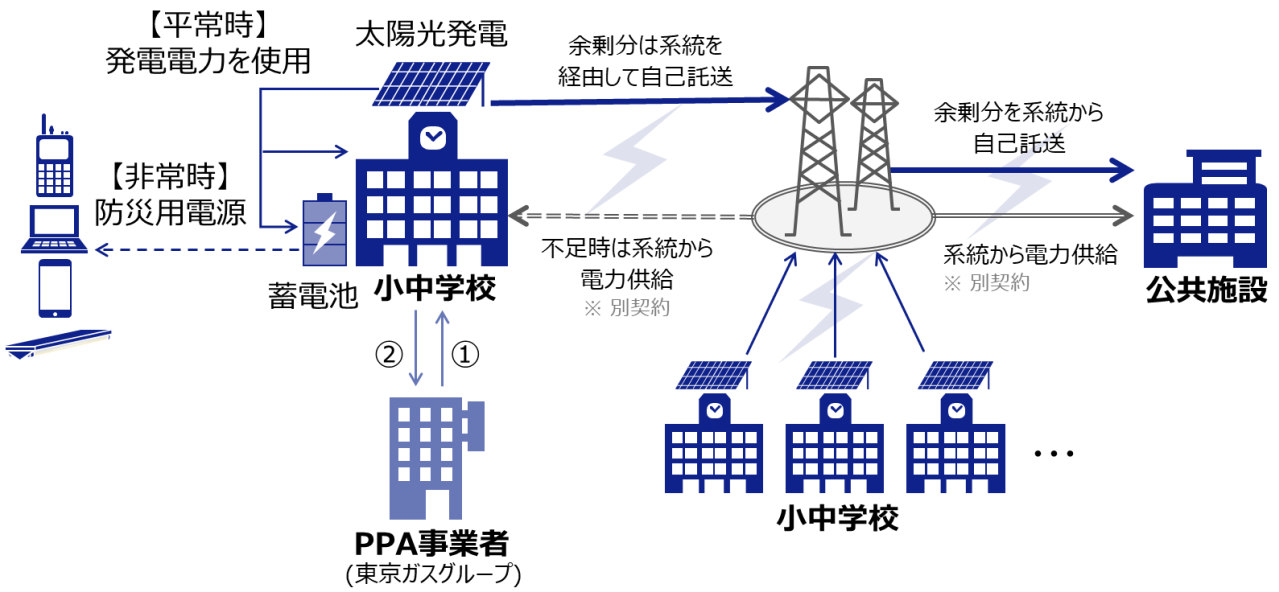 【平常時】
発電電力を使用
太陽光発電
余剰分は系統を
経由して自己託送
余剰分を系統から
自己託送
【非常時】
防災用電源
蓄電池
小中学校
不足時は系統から
電力供給
※ 別契約
系統から電力供給
※ 別契約
公共施設
②
①
PPA事業者
(東京ガスグループ)
小中学校
・・・